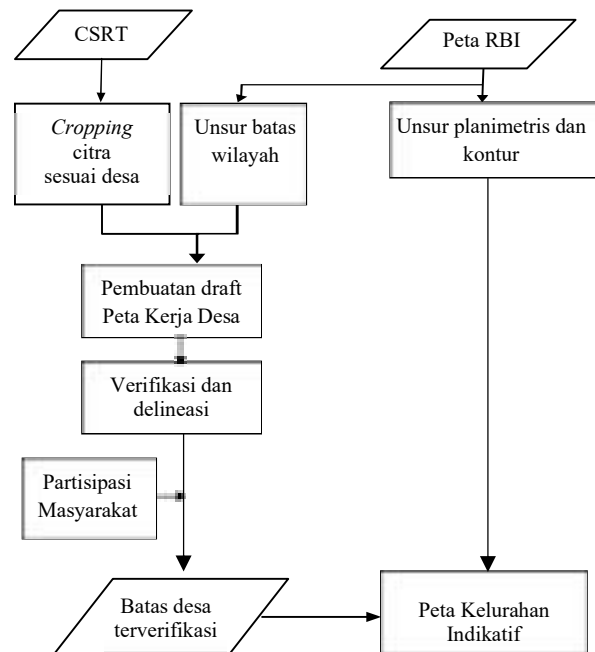 CSRT
Peta RBI
Cropping
citra
sesuai desa
Unsur batas
wilayah
Unsur planimetris dan
kontur
Pembuatan draft
Peta Kerja Desa
Verifikasi dan
delineasi
Partisipasi
Masyarakat
Batas desa
terverifikasi
Peta Kelurahan
Indikatif